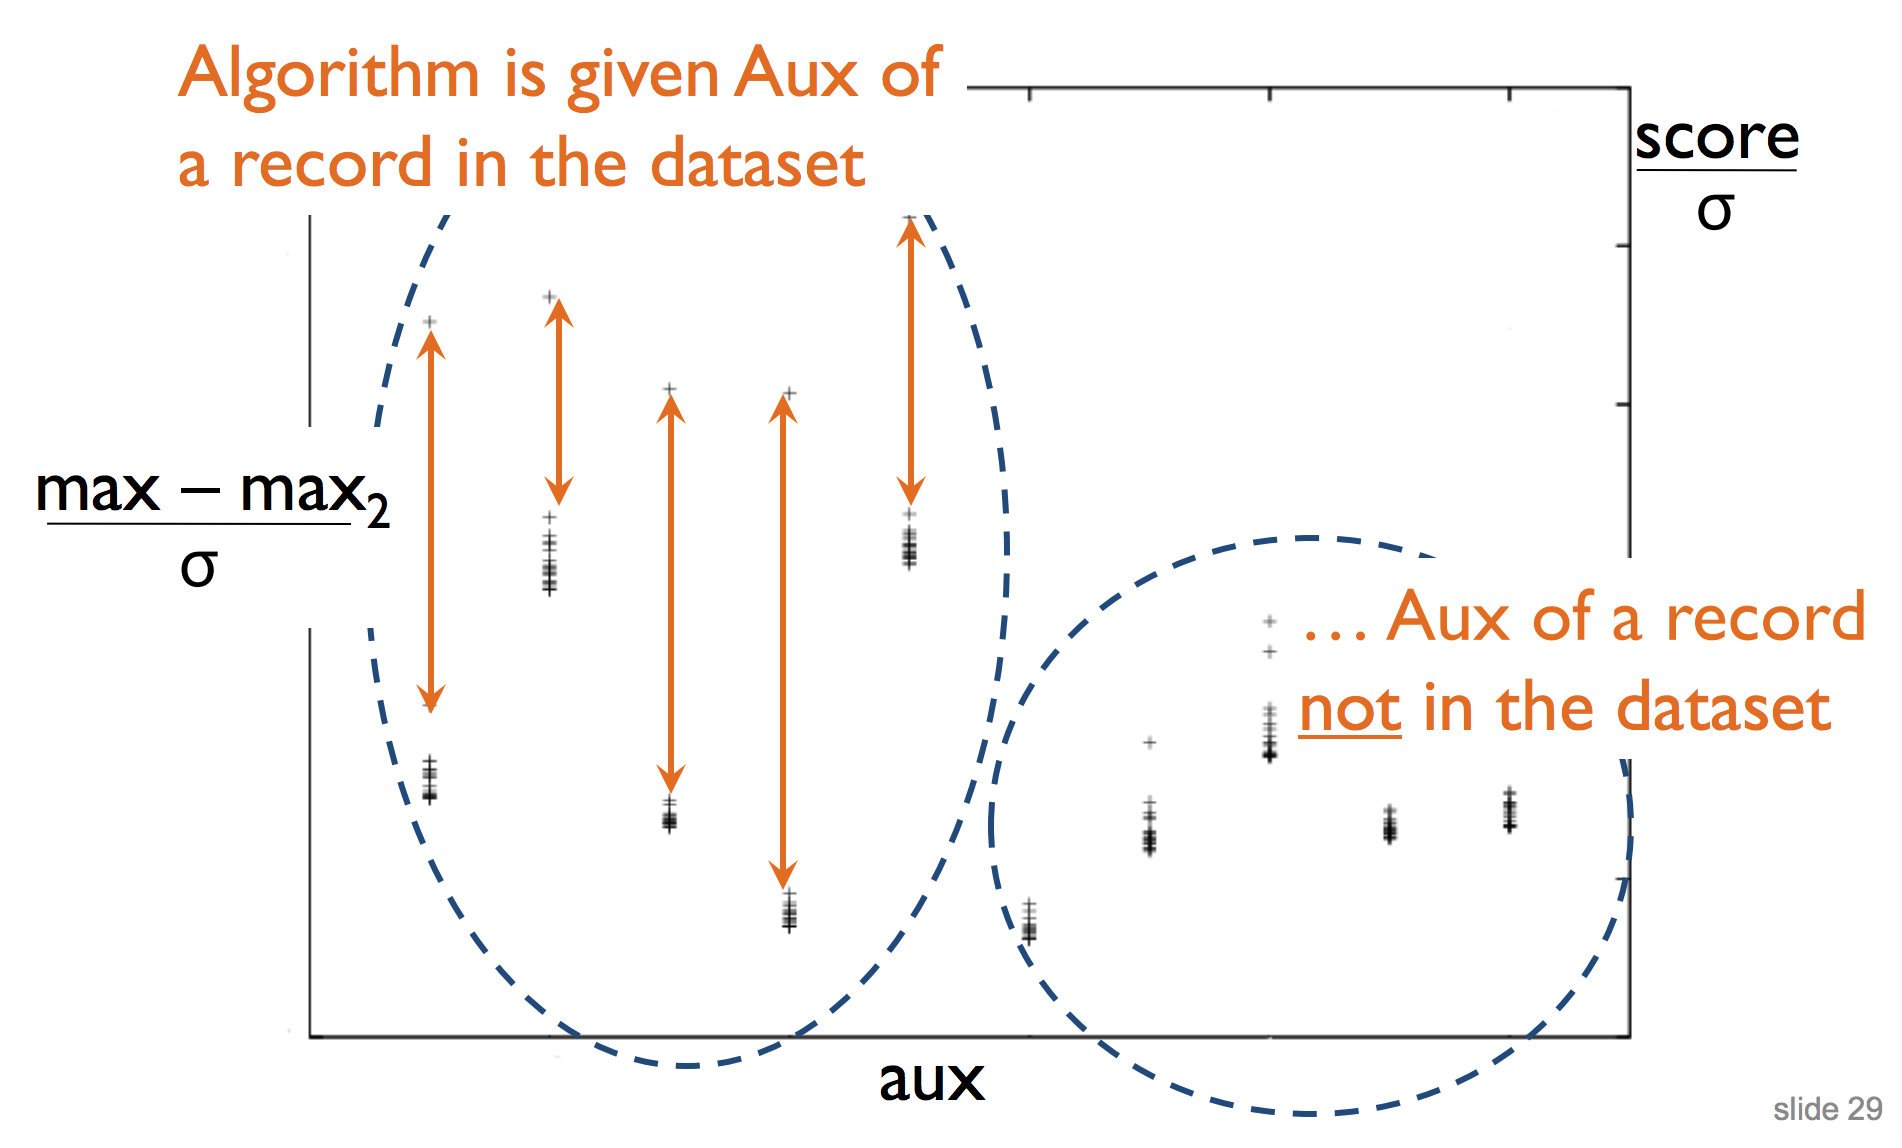 Algorithm is given Aux of
a record in the dataset
score
σ
max – max₂
σ
… Aux of a record
not in the dataset
aux
slide 29